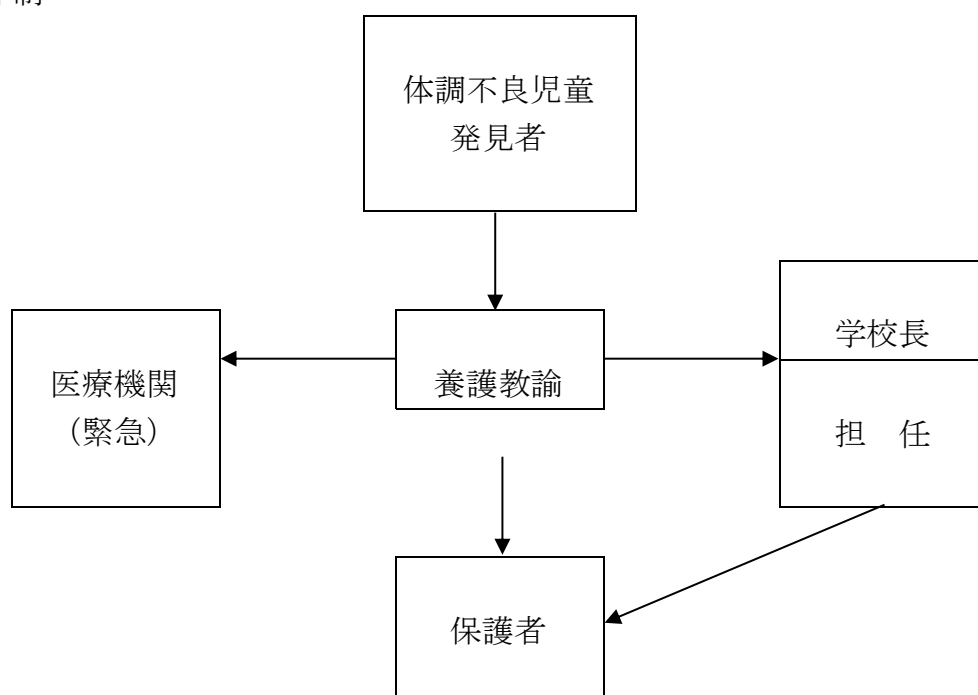 体調不良児童
発見者
学校長
医療機関
(緊急)
養護教諭
担　任
保護者